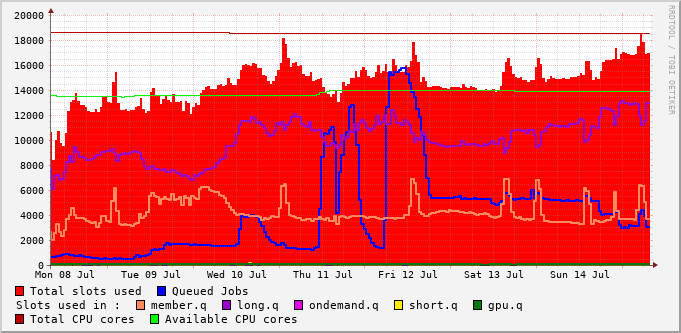 20000
18000
16000
14000
12000
10000
8000
6000
4000
2000
0
Mon 08 Jul Tue 09 Jul Wed 10 Jul Thu 11 Jul Fri 12 Jul Sat 13 Jul Sun 14 Jul
Total slots used Queued Jobs
Slots used in : member.q long.q ondemand.q short.q gpu.q
Total CPU cores Available CPU cores
RRDTOOL / TOBI OETIKER